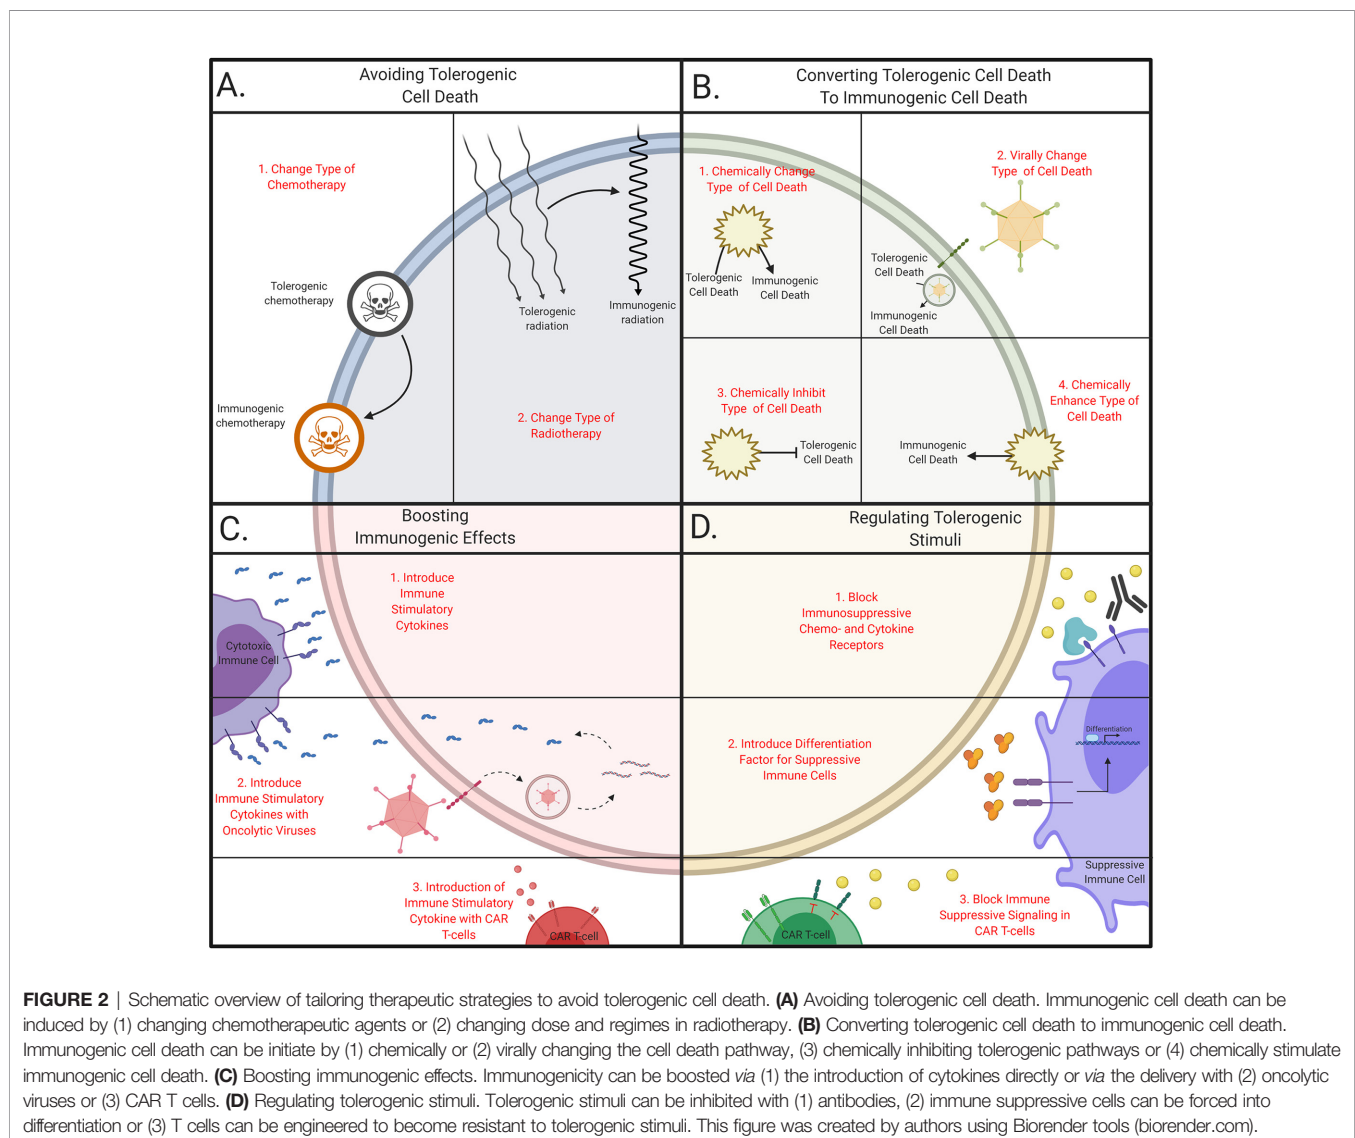 A.
Avoiding Tolerogenic
Cell Death
1. Change Type of
Chemotherapy
Tolerogenic
chemotherapy
Immunogenic
chemotherapy
Tolerogenic
radiation
Immunogenic
radiation
2. Change Type of
Radiotherapy
B.
Converting Tolerogenic Cell Death
To Immunogenic Cell Death
1. Chemically Change
Type of Cell Death
Tolerogenic
Cell Death
Immunogenic
Cell Death
2. Virally Change
Type of Cell Death
Tolerogenic
Cell Death
Immunogenic
Cell Death
3. Chemically Inhibit
Type of Cell Death
Tolerogenic
Cell Death
4. Chemically
Enhance Type of
Cell Death
Immunogenic
Cell Death
C.
Boosting
Immunogenic Effects
1. Introduce
Immune
Stimulatory
Cytokines
Cytotoxic
Immune Cell
2. Introduce
Immune Stimulatory
Cytokines with
Oncolytic Viruses
3. Introduction of
Immune Stimulatory
Cytokine with CAR
T-cells
CAR T-cell
D.
Regulating Tolerogenic
Stimuli
1. Block
Immunosuppressive
Chemo- and Cytokine
Receptors
2. Introduce Differentiation
Factor for Suppressive
Immune Cells
Differentiation
Suppressive
Immune Cell
3. Block Immune
Suppressive Signaling in
CAR T-cells
CAR T-cell
FIGURE 2 | Schematic overview of tailoring therapeutic strategies to avoid tolerogenic cell death. (A) Avoiding tolerogenic cell death. Immunogenic cell death can be
induced by (1) changing chemotherapeutic agents or (2) changing dose and regimes in radiotherapy. (B) Converting tolerogenic cell death to immunogenic cell death.
Immunogenic cell death can be initiate by (1) chemically or (2) virally changing the cell death pathway, (3) chemically inhibiting tolerogenic pathways or (4) chemically stimulate
immunogenic cell death. (C) Boosting immunogenic effects. Immunogenicity can be boosted via (1) the introduction of cytokines directly or via the delivery with (2) oncolytic
viruses or (3) CAR T cells. (D) Regulating tolerogenic stimuli. Tolerogenic stimuli can be inhibited with (1) antibodies, (2) immune suppressive cells can be forced into
differentiation or (3) T cells can be engineered to become resistant to tolerogenic stimuli. This figure was created by authors using Biorender tools (biorender.com).